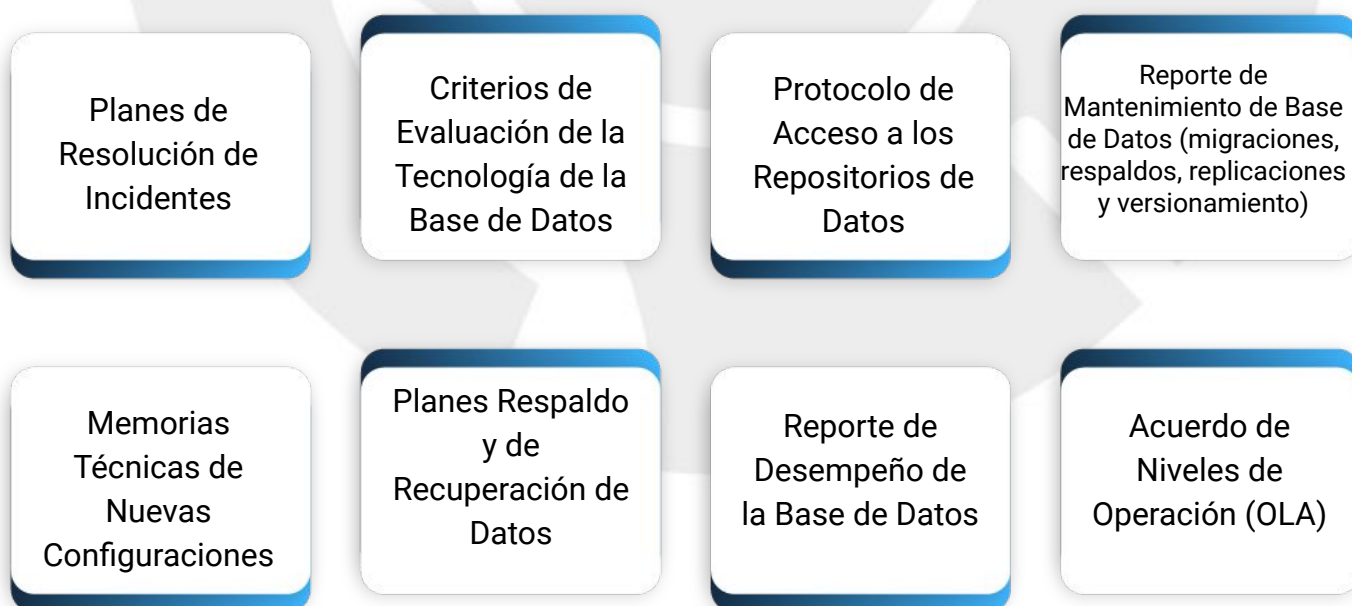 Planes de
Resolución de
Incidentes
Criterios de
Evaluación de la
Tecnología de la
Base de Datos
Protocolo de
Acceso a los
Repositorios de
Datos
Reporte de
Mantenimiento de Base
de Datos (migraciones,
respaldos, replicaciones
y versionamiento)
Memorias
Técnicas de
Nuevas
Configuraciones
Planes Respaldo
y de
Recuperación de
Datos
Reporte de
Desempeño de
la Base de Datos
Acuerdo de
Niveles de
Operación (OLA)